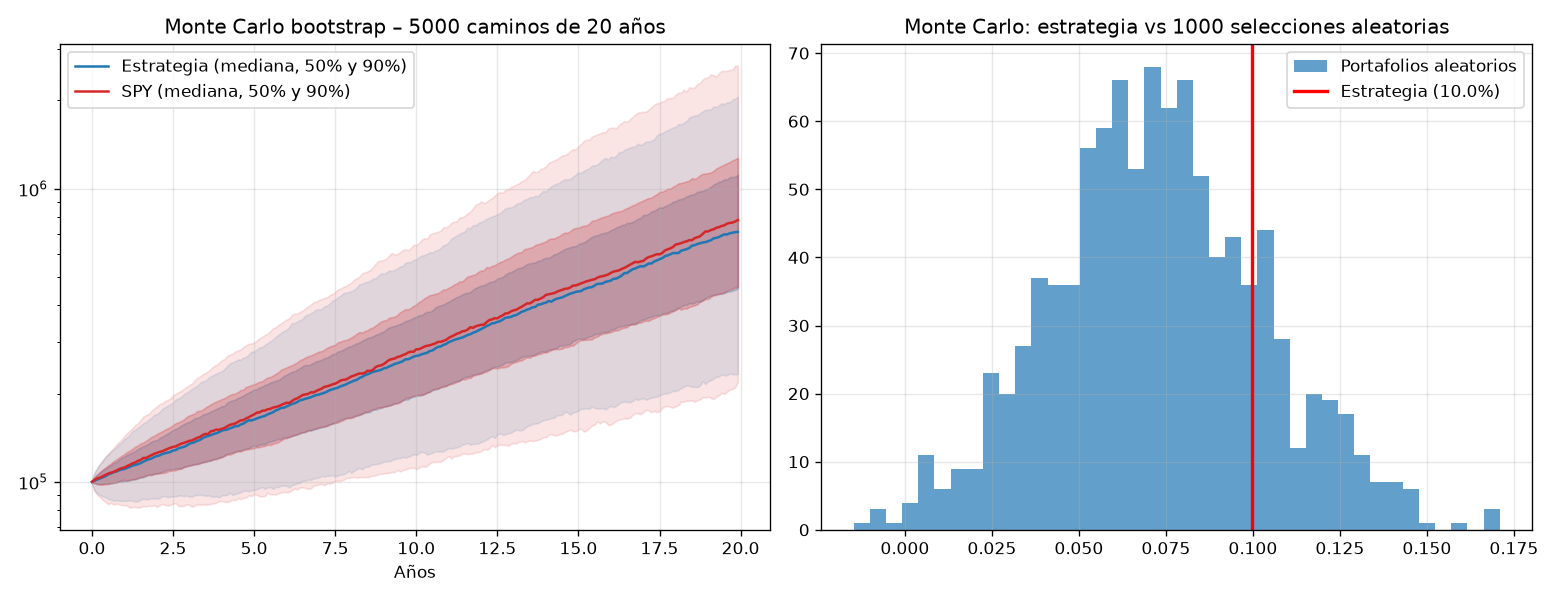 Monte Carlo bootstrap – 5000 caminos de 20 años
Estrategia (mediana, 50% y 90%)
SPY (mediana, 50% y 90%)
10^6
10^5
0.0 2.5 5.0 7.5 10.0 12.5 15.0 17.5 20.0
Años
Monte Carlo: estrategia vs 1000 selecciones aleatorias
Portafolios aleatorios
Estrategia (10.0%)
70
60
50
40
30
20
10
0
0.000 0.025 0.050 0.075 0.100 0.125 0.150 0.175